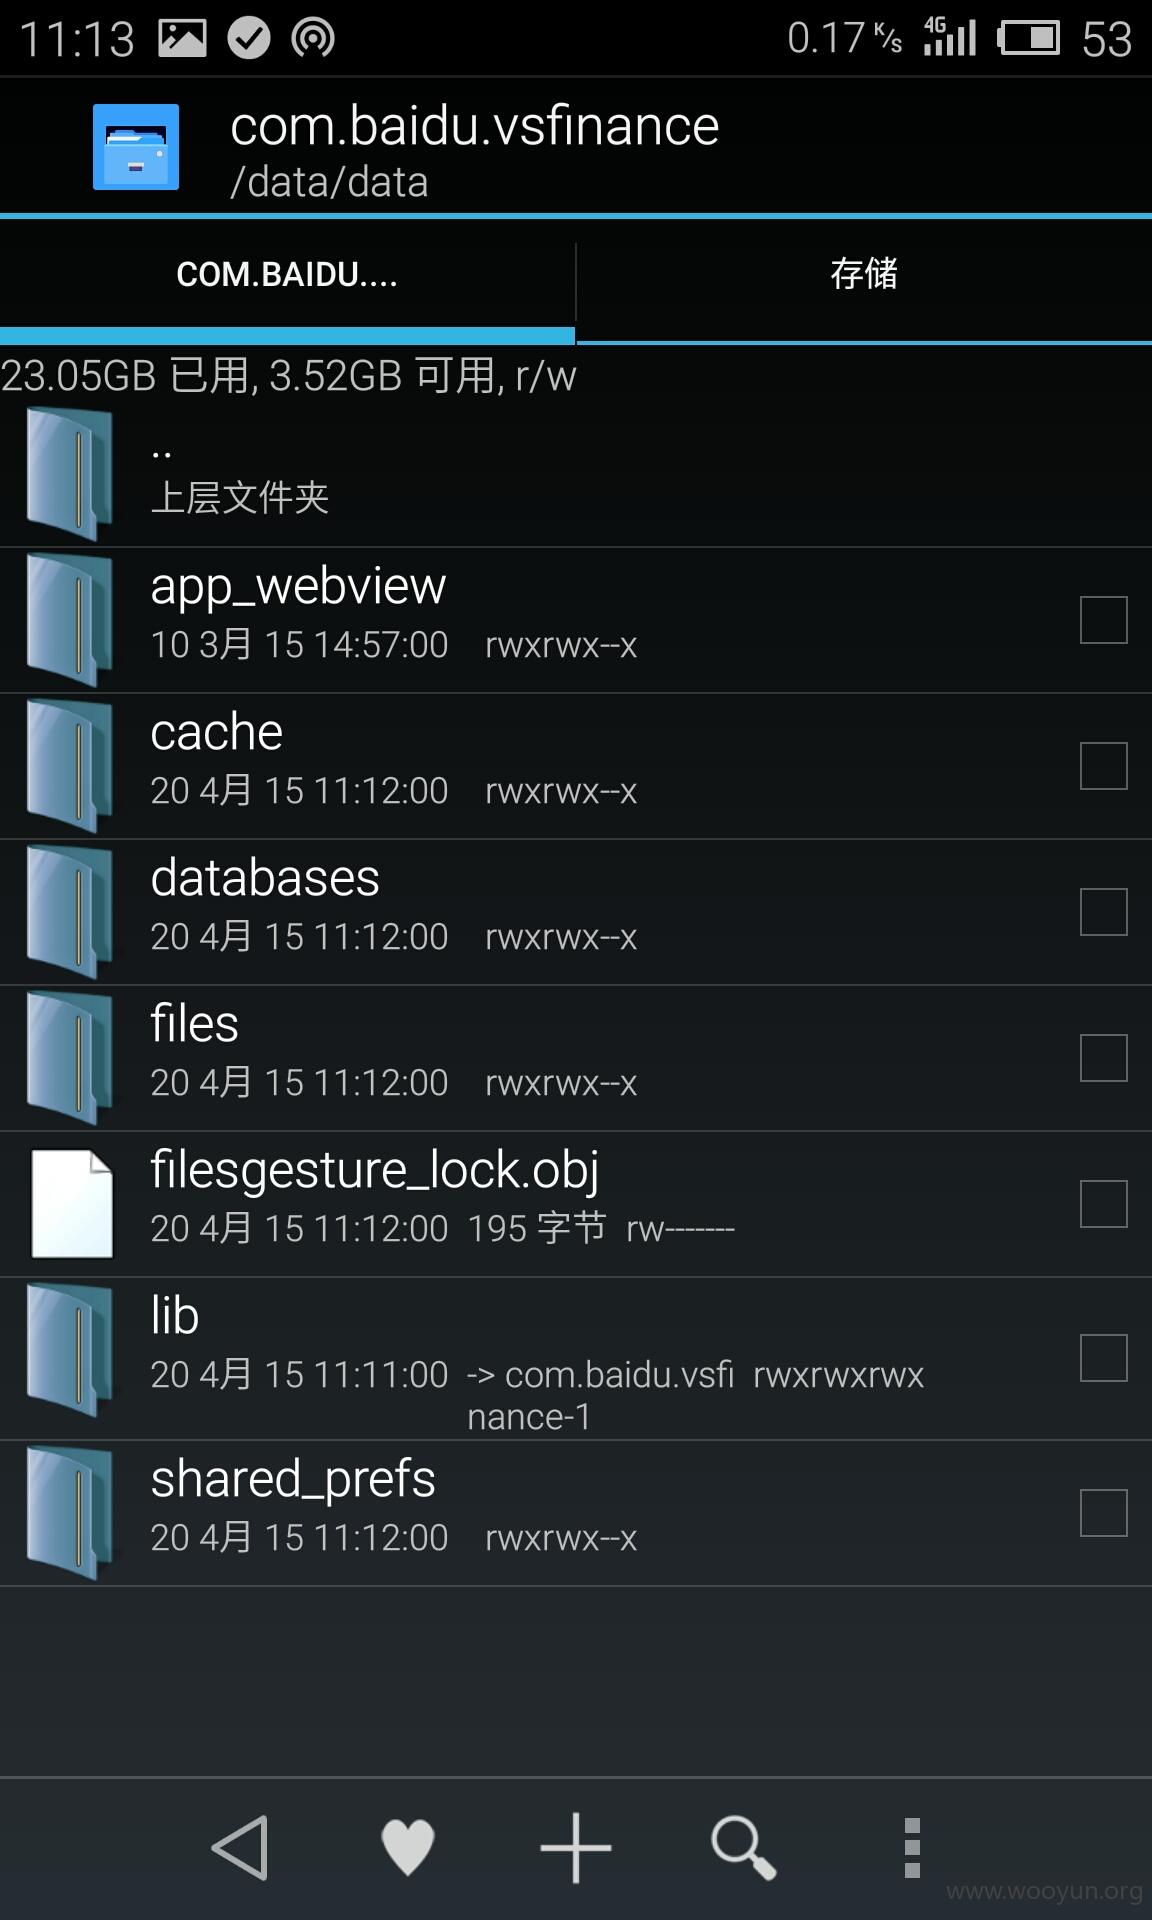 11:13 0.17 K/s 4G 53
com.baidu.vsfinance
/data/data
COM.BAIDU.... 存储
23.05GB 已用, 3.52GB 可用, r/w
..
上层文件夹
app_webview
10 3月 15 14:57:00 rwxrwx--x
cache
20 4月 15 11:12:00 rwxrwx--x
databases
20 4月 15 11:12:00 rwxrwx--x
files
20 4月 15 11:12:00 rwxrwx--x
filesgesture_lock.obj
20 4月 15 11:12:00 195 字节 rw-------
lib
20 4月 15 11:11:00 -> com.baidu.vsfi rwxrwxrwx
nance-1
shared_prefs
20 4月 15 11:12:00 rwxrwx--x
www.wooyun.org